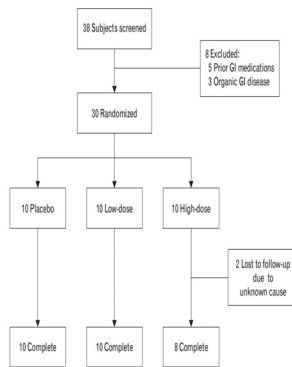 38 Subjects screened
8 Excluded:
5 Prior GI medications
3 Organic GI disease
30 Randomized
10 Placebo
10 Low-dose
10 High-dose
2 Lost to follow-up
due to
unknown cause
10 Complete
10 Complete
8 Complete